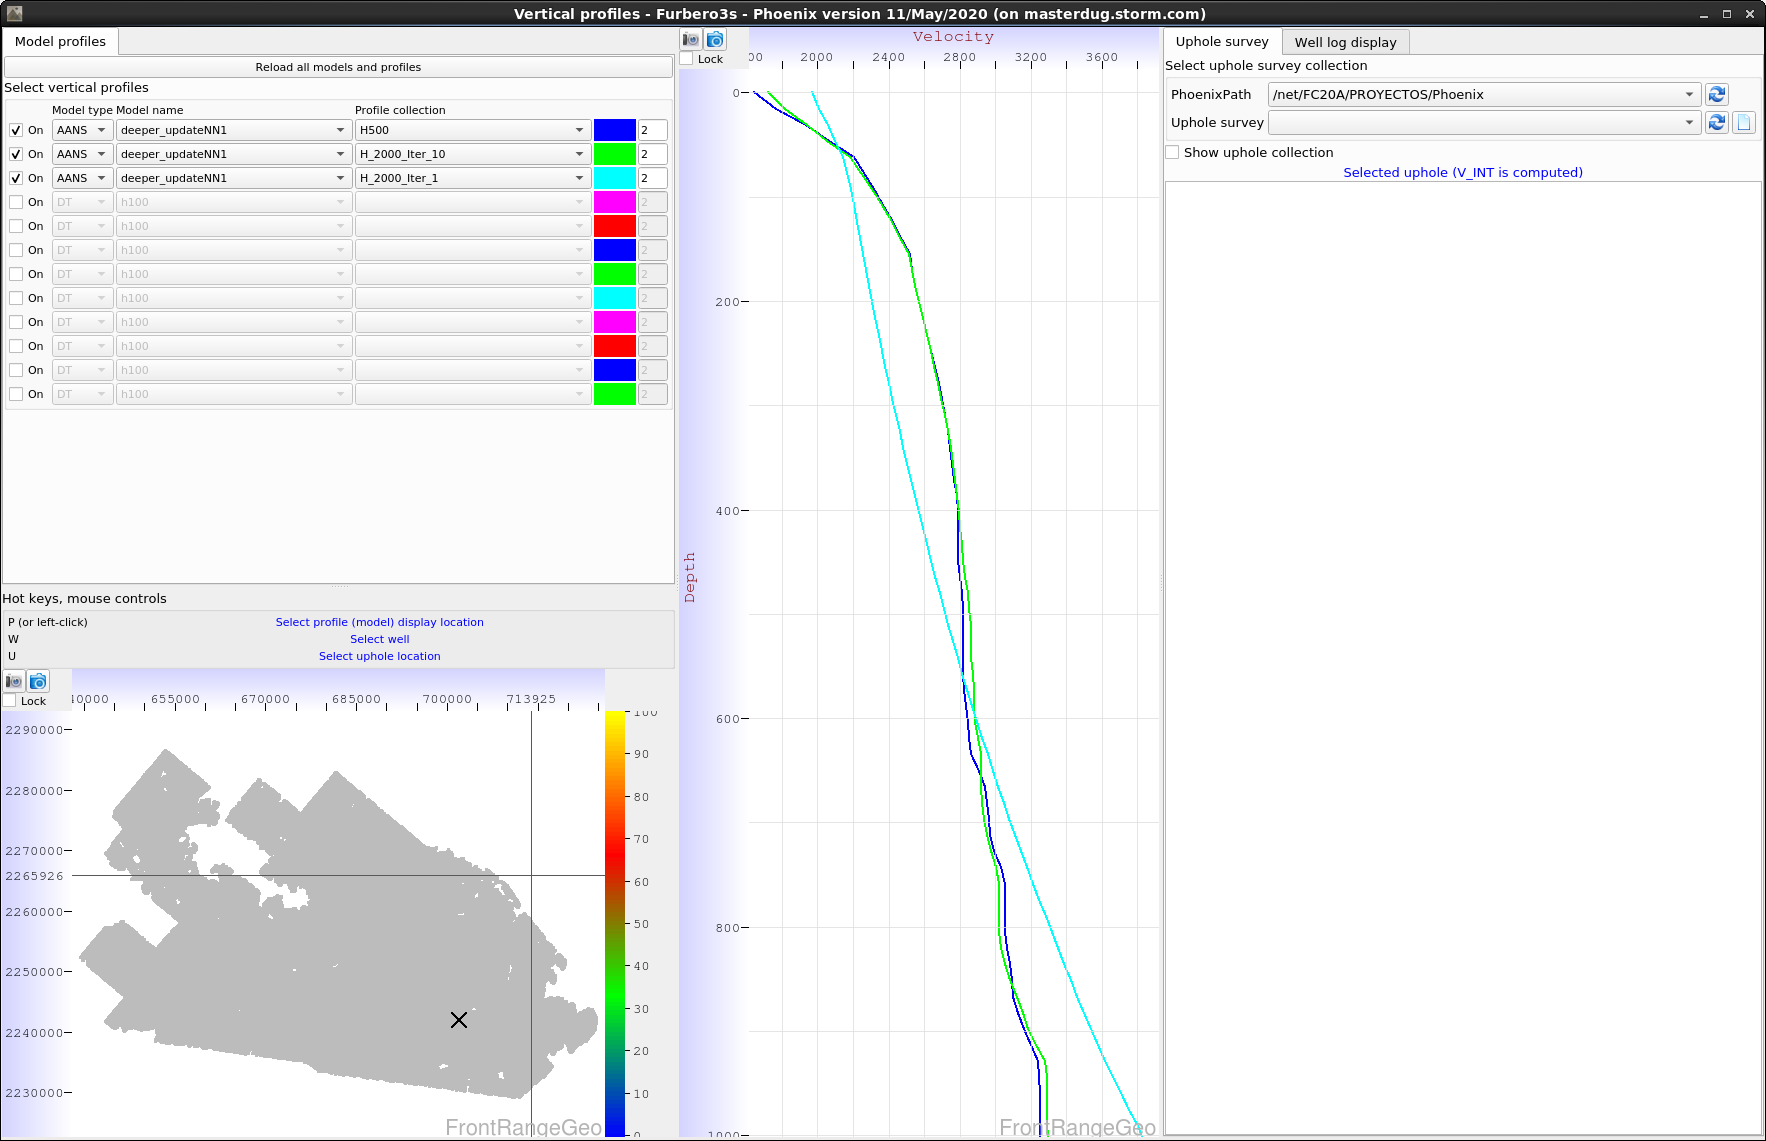 Vertical profiles - Furbero3s - Phoenix version 11/May/2020 (on masterdug.storm.com)
Model profiles
Reload all models and profiles
Select vertical profiles
Model type Model name Profile collection
On AANS deeper_updateNN1 H500 2
On AANS deeper_updateNN1 H_2000_Iter_10 2
On AANS deeper_updateNN1 H_2000_Iter_1 2
On DT h100 2
On DT h100 2
On DT h100 2
On DT h100 2
On DT h100 2
On DT h100 2
On DT h100 2
On DT h100 2
On DT h100 2
Hot keys, mouse controls
P (or left-click) Select profile (model) display location
W Select well
U Select uphole location
Lock
40000 655000 670000 685000 700000 713925
2290000
2280000
2270000
2265926
2260000
2250000
2240000
2230000
100
90
80
70
60
50
40
30
20
10
0
FrontRangeGeo
Lock
Velocity
00 2000 2400 2800 3200 3600
Depth
0
200
400
600
800
1000
FrontRangeGeo
Uphole survey Well log display
Select uphole survey collection
PhoenixPath /net/FC20A/PROYECTOS/Phoenix
Uphole survey
Show uphole collection
Selected uphole (V_INT is computed)